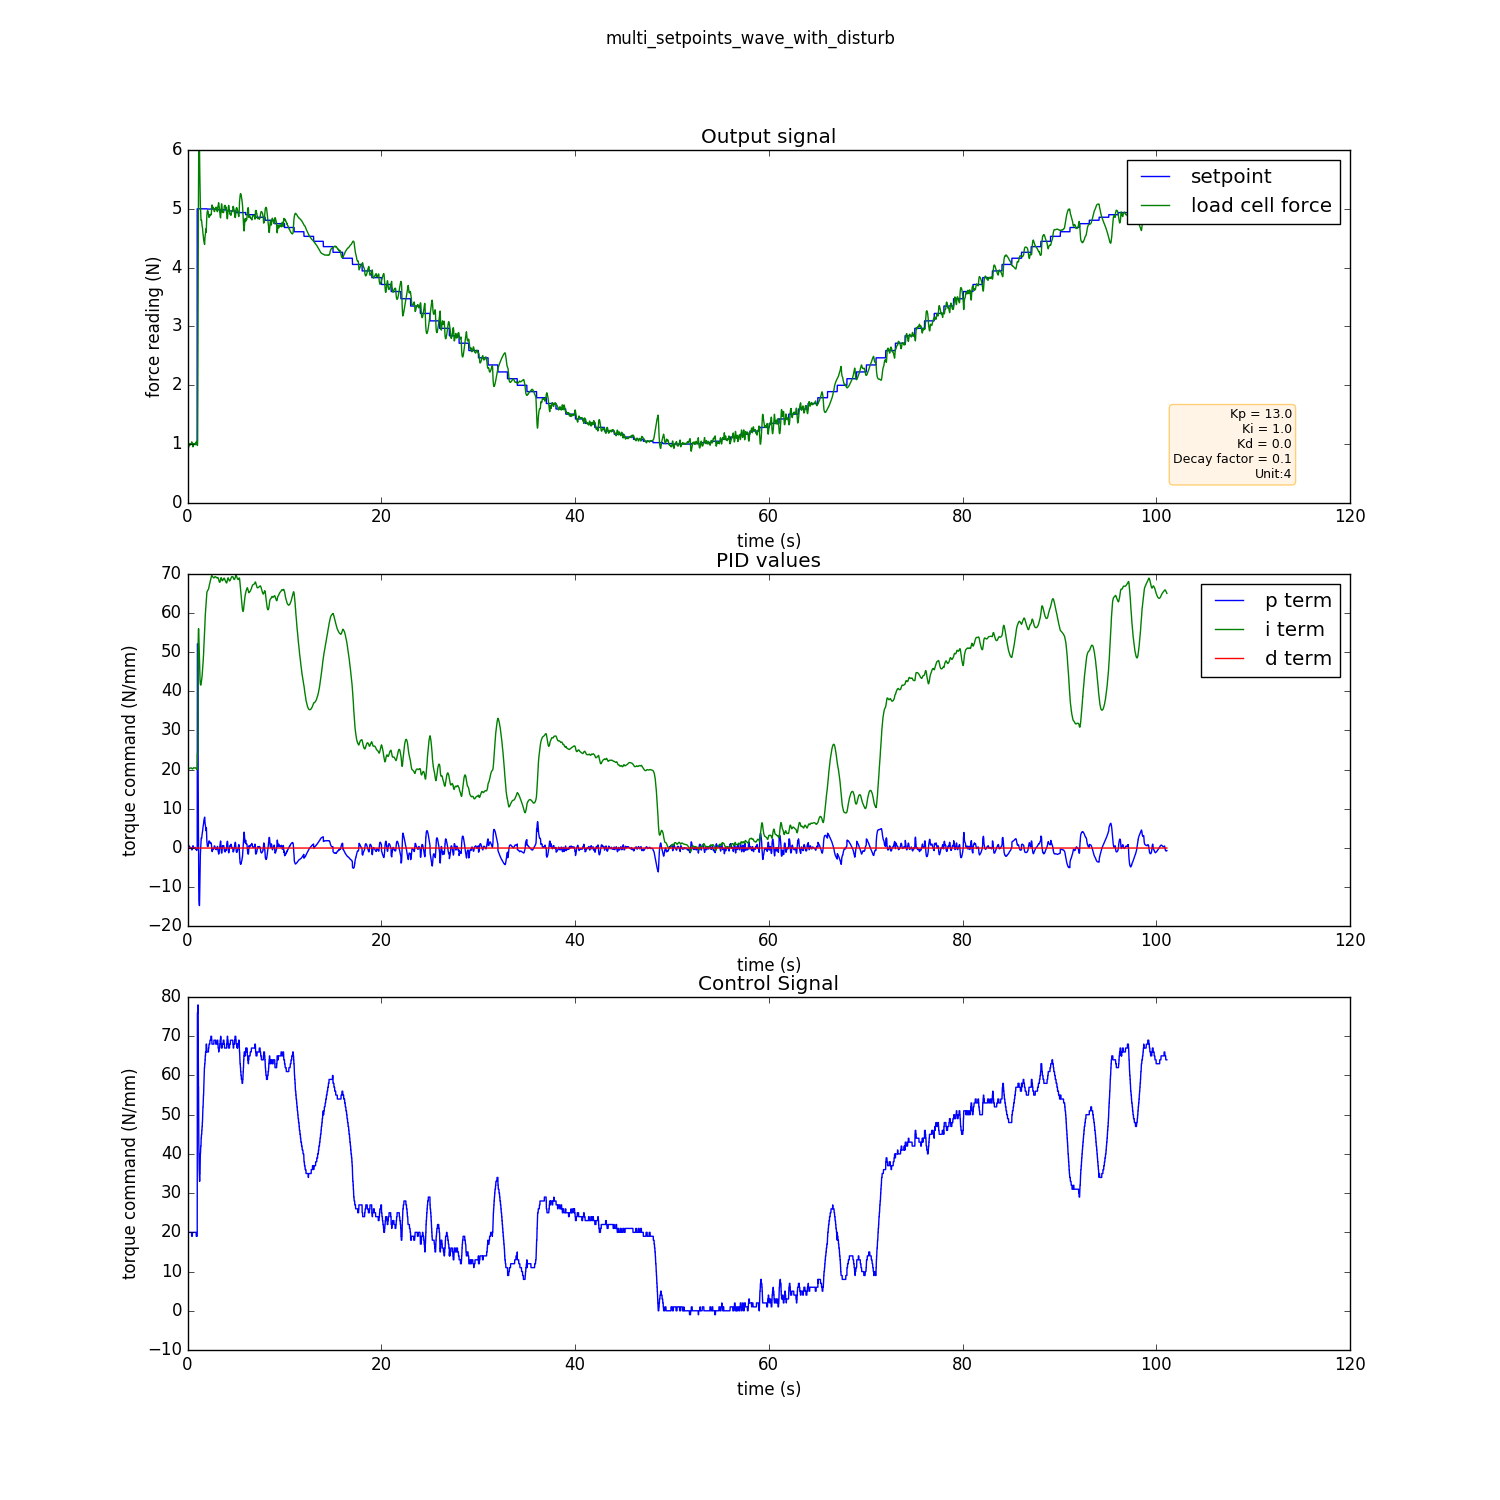 multi_setpoints_wave_with_disturb
Output signal
6
5
4
3
2
1
0
force reading (N)
setpoint
load cell force
Kp = 13.0
Ki = 1.0
Kd = 0.0
Decay factor = 0.1
Unit:4
0 20 40 60 80 100 120
time (s)
PID values
70
60
50
40
30
20
10
0
−10
−20
torque command (N/mm)
p term
i term
d term
0 20 40 60 80 100 120
time (s)
Control Signal
80
70
60
50
40
30
20
10
0
−10
torque command (N/mm)
0 20 40 60 80 100 120
time (s)